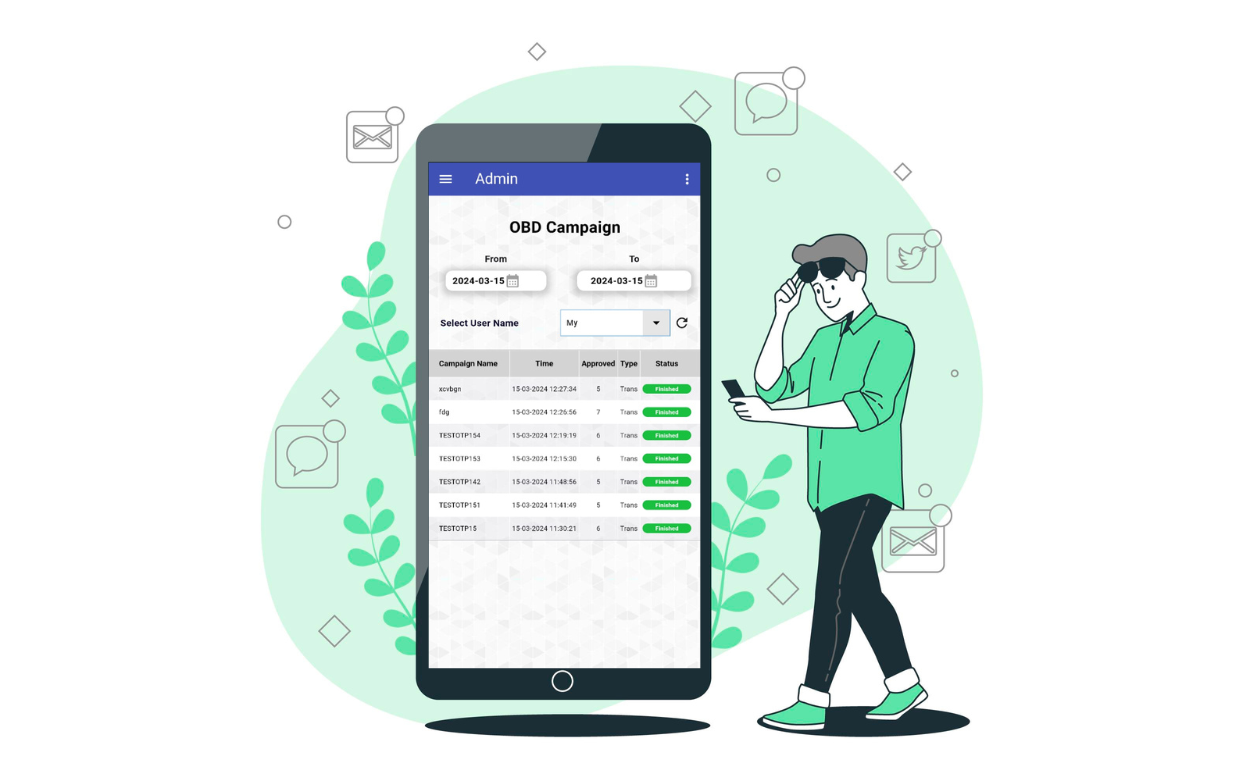 Admin
OBD Campaign
From To
2024-03-15 2024-03-15
Select User Name My
Campaign Name Time Approved Type Status
xcvbgn 15-03-2024 12:27:34 5 Trans Finished
fdg 15-03-2024 12:26:56 7 Trans Finished
TESTOTP154 15-03-2024 12:19:19 6 Trans Finished
TESTOTP153 15-03-2024 12:15:30 6 Trans Finished
TESTOTP142 15-03-2024 11:48:56 5 Trans Finished
TESTOTP151 15-03-2024 11:41:49 5 Trans Finished
TESTOTP15 15-03-2024 11:30:21 6 Trans Finished